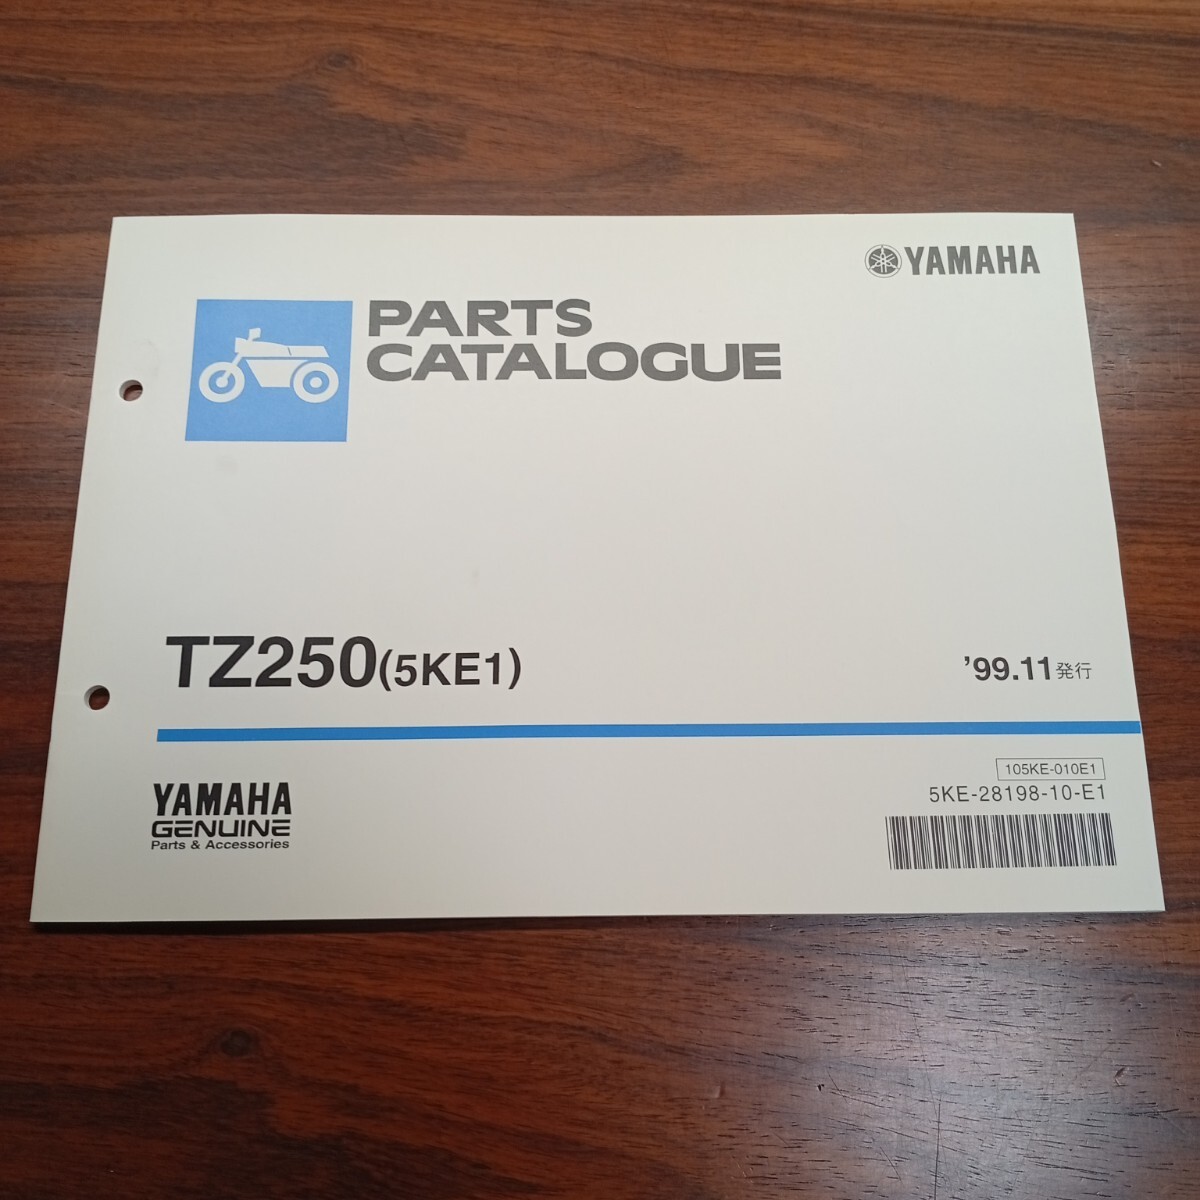 YAMAHA
PARTS
CATALOGUE
TZ250(5KE1)
'99.11発行
105KE-010E1
5KE-28198-10-E1
YAMAHA
GENUINE
Parts & Accessories